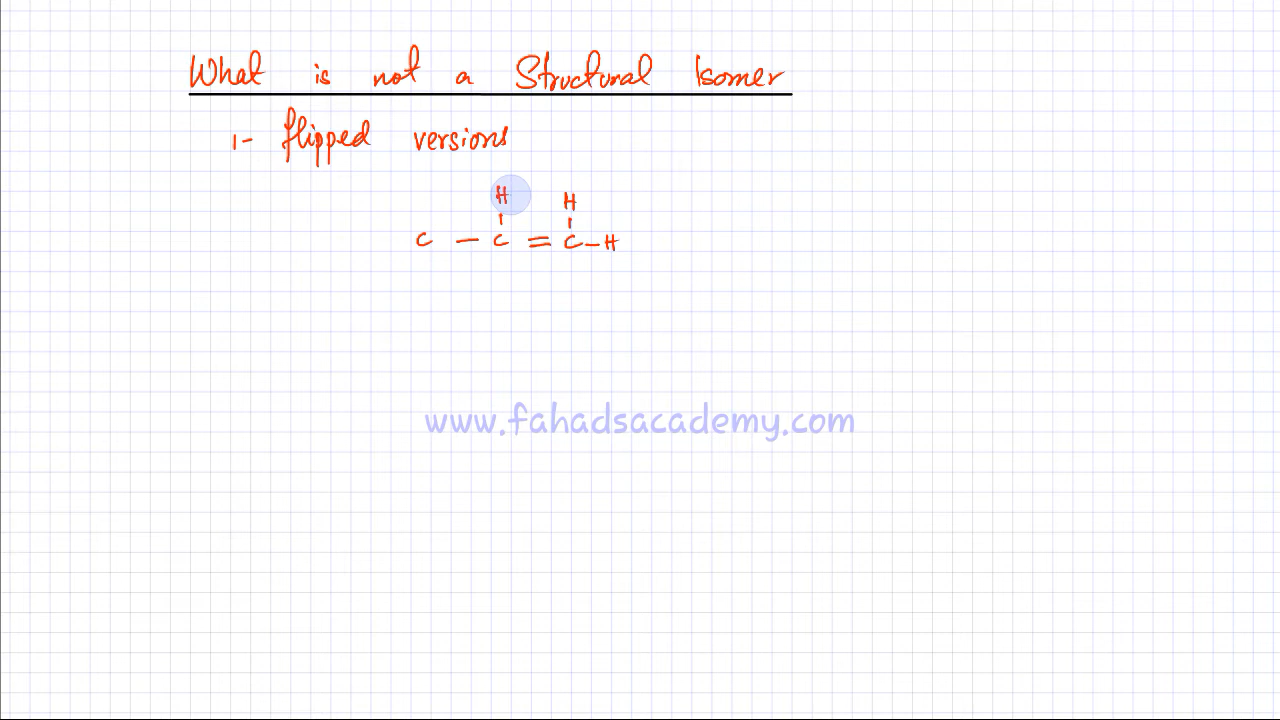 What is not a Structural Isomer
1- flipped versions
H H
C - C = C - H
www.fahadsacademy.com